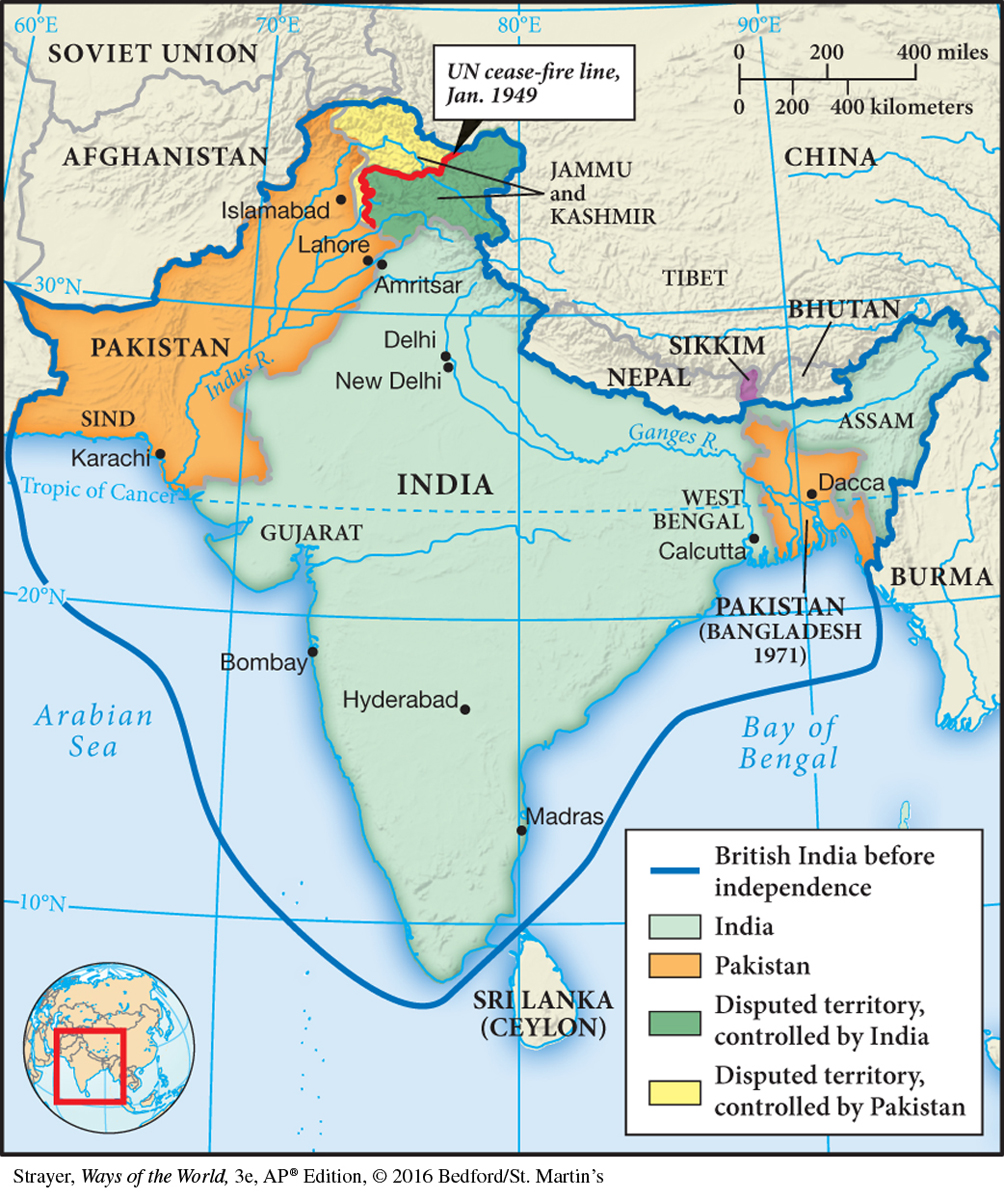 60°E
70°E
80°E
90°E
SOVIET UNION
0 200 400 miles
0 200 400 kilometers
UN cease-fire line,
Jan. 1949
AFGHANISTAN
CHINA
JAMMU
and
KASHMIR
Islamabad
Lahore
Amritsar
30°N
TIBET
BHUTAN
SIKKIM
NEPAL
PAKISTAN
Delhi
New Delhi
Indus R.
SIND
ASSAM
Ganges R.
Karachi
INDIA
Dacca
Tropic of Cancer
WEST
BENGAL
Calcutta
GUJARAT
BURMA
20°N
PAKISTAN
(BANGLADESH
1971)
Bombay
Hyderabad
Arabian
Sea
Bay of
Bengal
Madras
10°N
SRI LANKA
(CEYLON)
British India before
independence
India
Pakistan
Disputed territory,
controlled by India
Disputed territory,
controlled by Pakistan
Strayer, Ways of the World, 3e, AP® Edition, © 2016 Bedford/St. Martin's